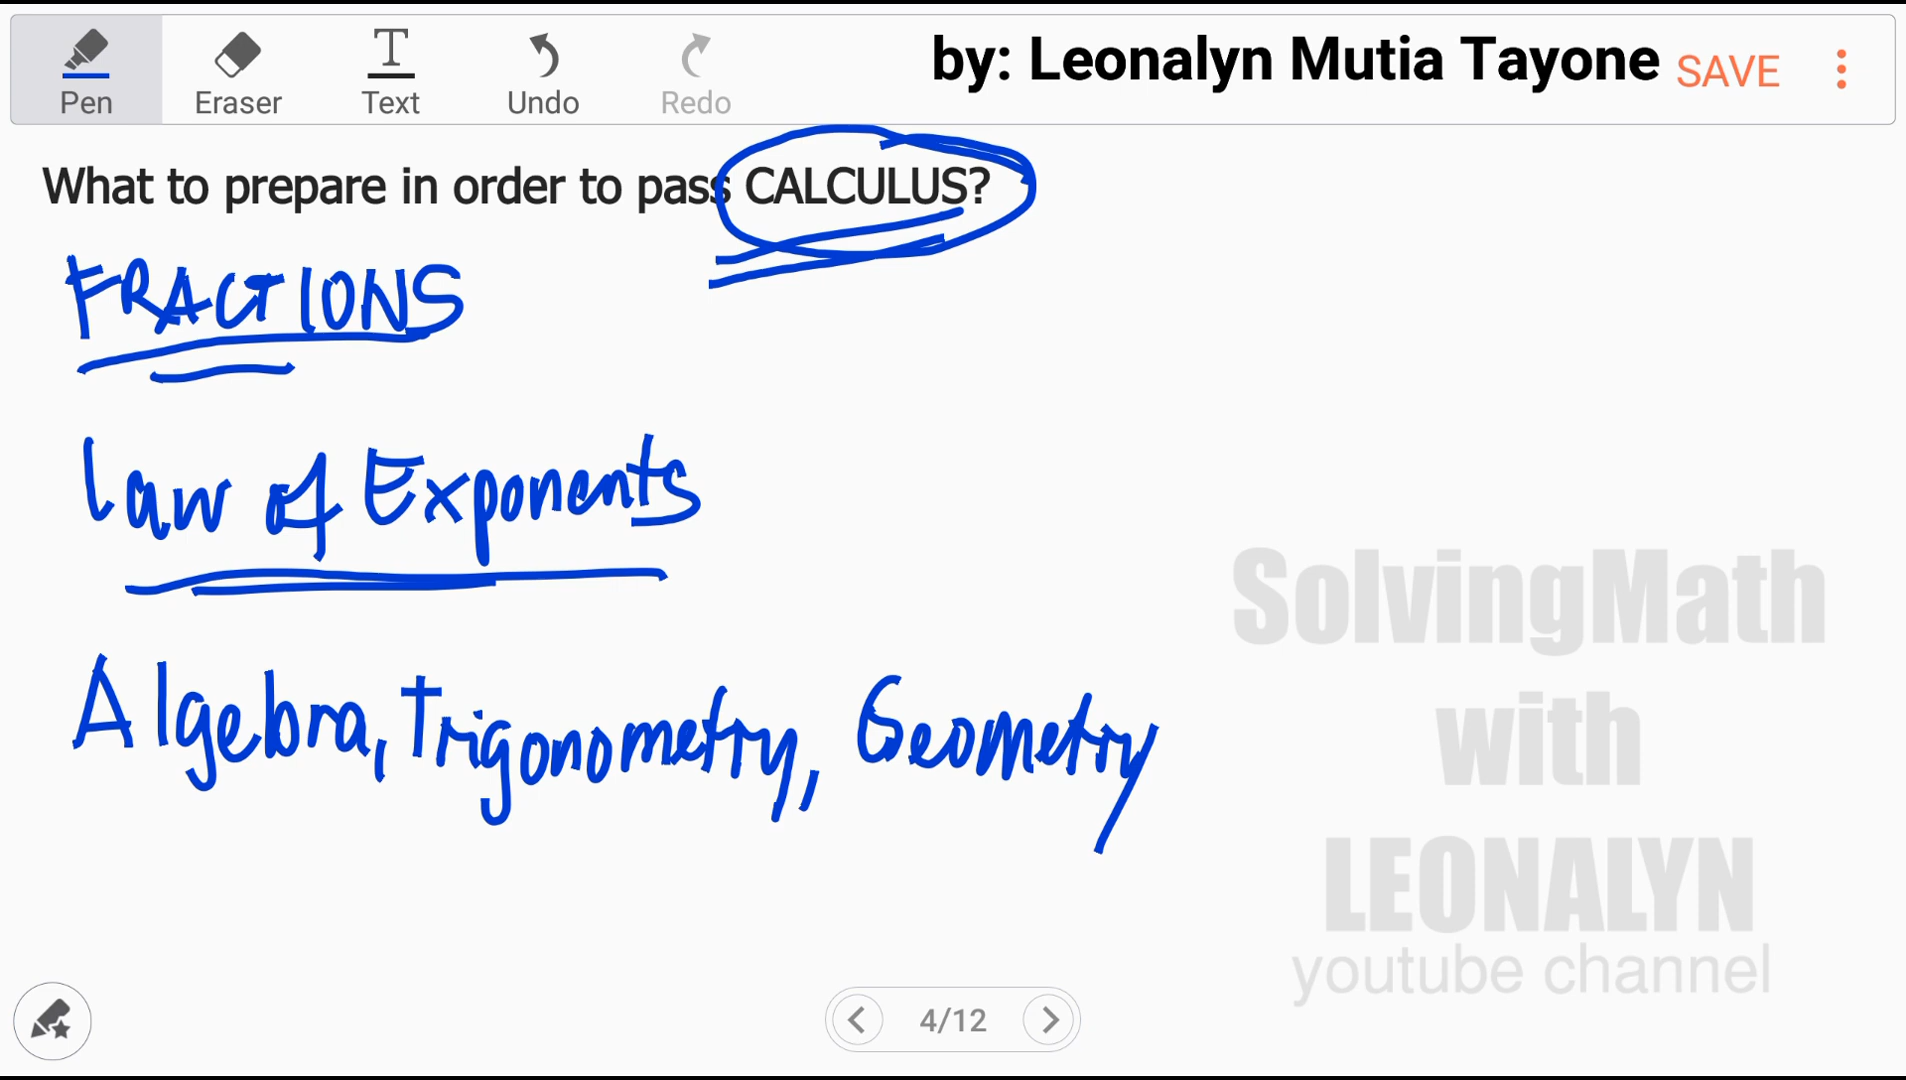 Pen Eraser Text Undo Redo by: Leonalyn Mutia Tayone SAVE
What to prepare in order to pass CALCULUS?
FRACTIONS
Law of Exponents
Algebra, Trigonometry, Geometry
SolvingMath
with
LEONALYN
youtube channel
4/12